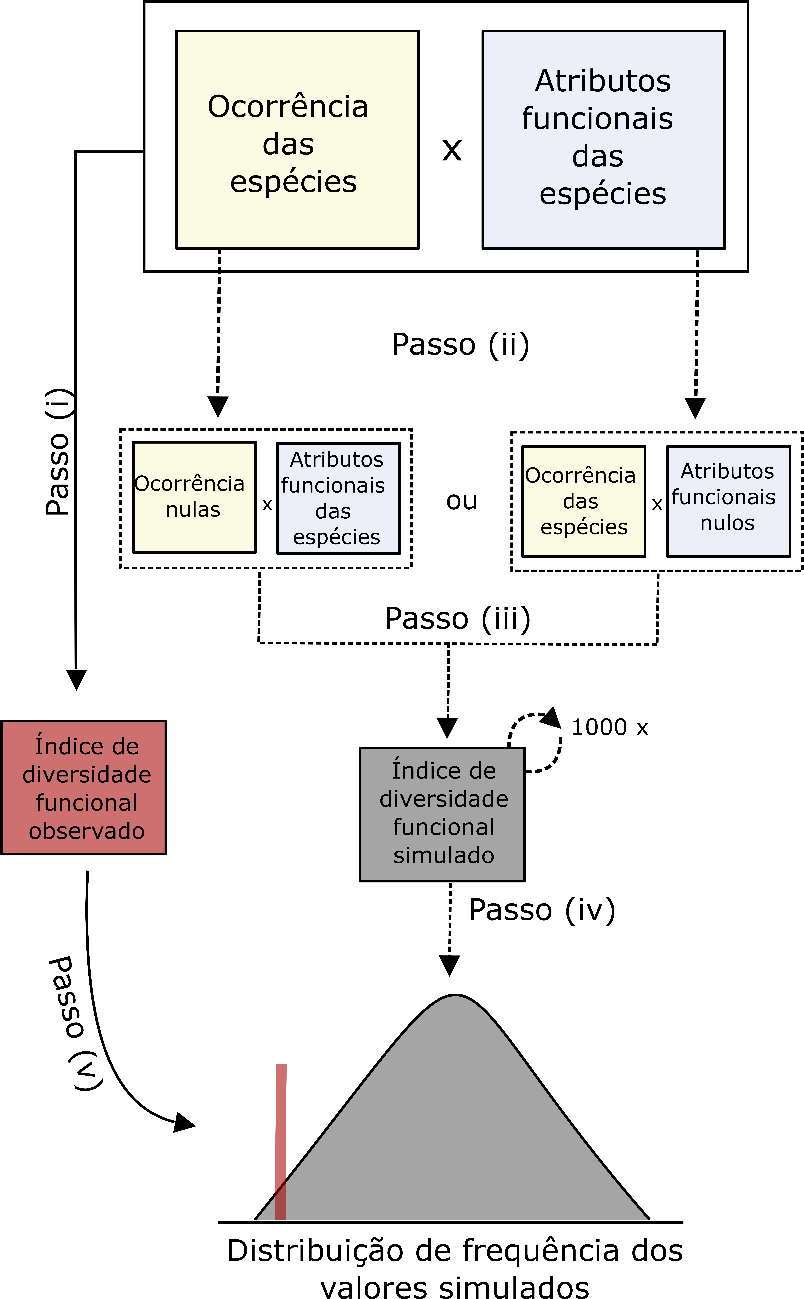 Ocorrência
das
espécies
x
Atributos
funcionais
das
espécies
Passo (i)
Passo (ii)
Ocorrência
nulas
x
Atributos
funcionais
das
espécies
ou
Ocorrência
das
espécies
x
Atributos
funcionais
nulos
Passo (iii)
1000 x
Índice de
diversidade
funcional
observado
Índice de
diversidade
funcional
simulado
Passo (iv)
Passo (v)
Distribuição de frequência dos
valores simulados